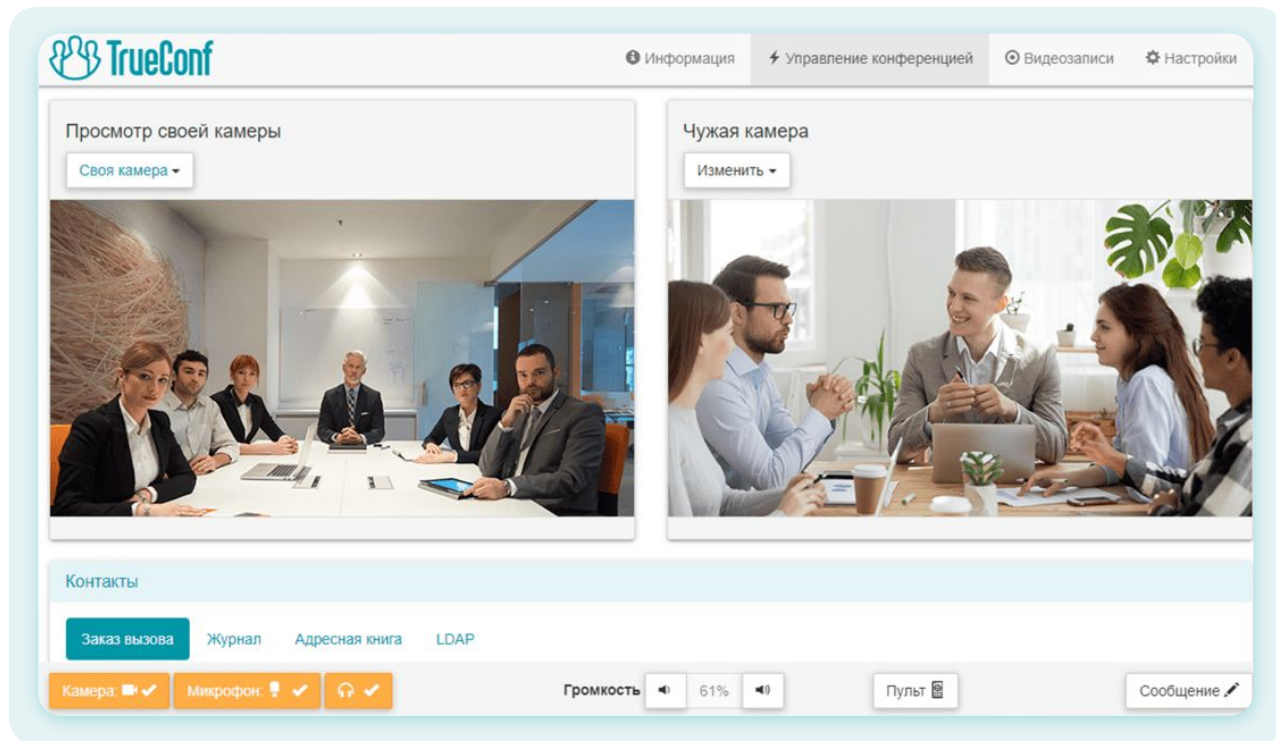 TrueConf
Информация Управление конференцией Видеозаписи Настройки
Просмотр своей камеры
Своя камера
Чужая камера
Изменить
Контакты
Заказ вызова Журнал Адресная книга LDAP
Камера: Микрофон: Громкость 61% Пульт Сообщение